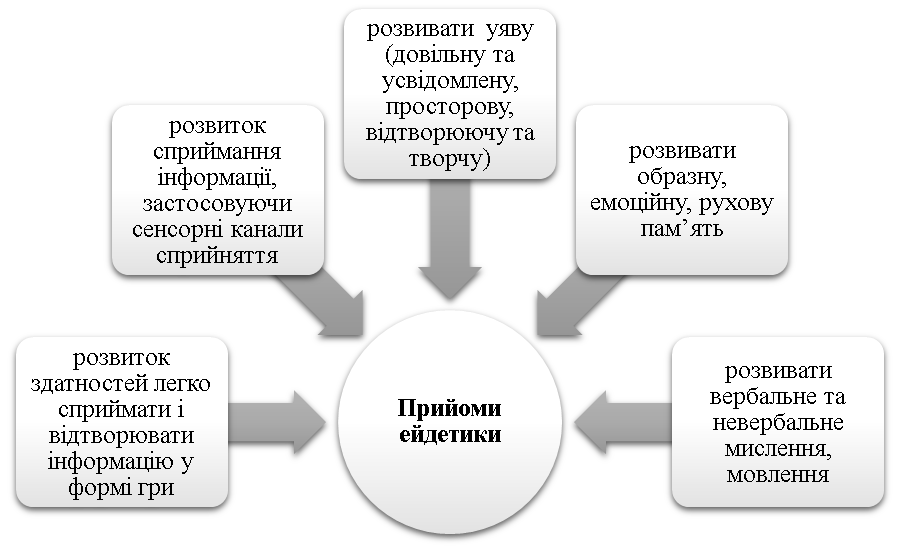 розвиток
здатностей легко
сприймати і
відтворювати
інформацію у
формі гри
розвиток
сприймання
інформації,
застосовуючи
сенсорні канали
сприйняття
розвивати уяву
(довільну та
усвідомлену,
просторову,
відтворюючу та
творчу)
розвивати
образну,
емоційну, рухову
пам’ять
розвивати
вербальне та
невербальне
мислення,
мовлення
Прийоми
ейдетики